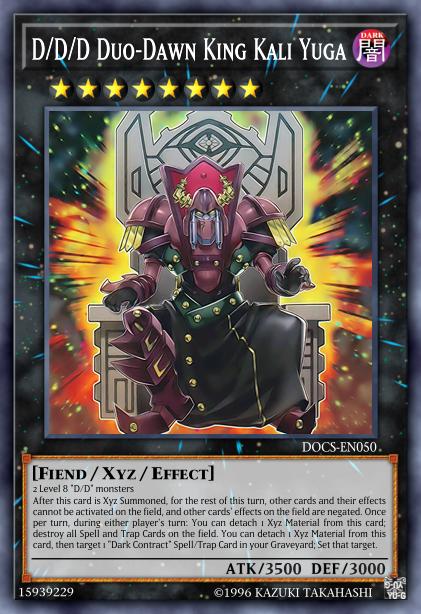 D/D/D Duo-Dawn King Kali Yuga
DARK
闇
DOCS-EN050
[Fiend / Xyz / Effect]
2 Level 8 "D/D" monsters
After this card is Xyz Summoned, for the rest of this turn, other cards and their effects
cannot be activated on the field, and other cards' effects on the field are negated. Once
per turn, during either player's turn: You can detach 1 Xyz Material from this card;
destroy all Spell and Trap Cards on the field. You can detach 1 Xyz Material from this
card, then target 1 "Dark Contract" Spell/Trap Card in your Graveyard; Set that target.
ATK/3500 DEF/3000
15939229
©1996 KAZUKI TAKAHASHI